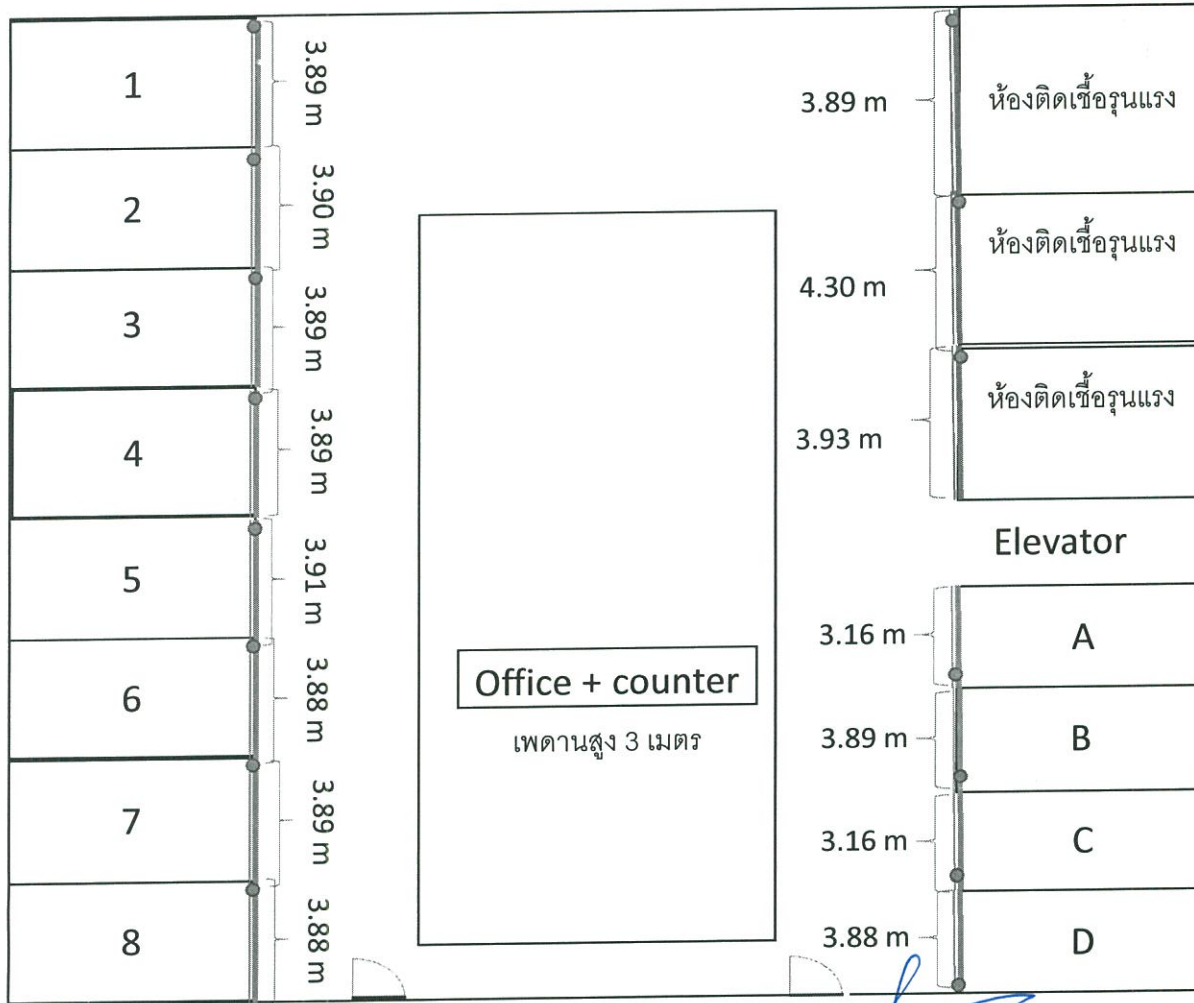 1
3.89 m
2
3.90 m
3
3.89 m
4
3.89 m
5
3.91 m
6
3.88 m
7
3.89 m
8
3.88 m
Office + counter
เพดานสูง 3 เมตร
3.89 m
ห้องติดเชื้อรุนแรง
4.30 m
ห้องติดเชื้อรุนแรง
3.93 m
ห้องติดเชื้อรุนแรง
Elevator
3.16 m
A
3.89 m
B
3.16 m
C
3.88 m
D